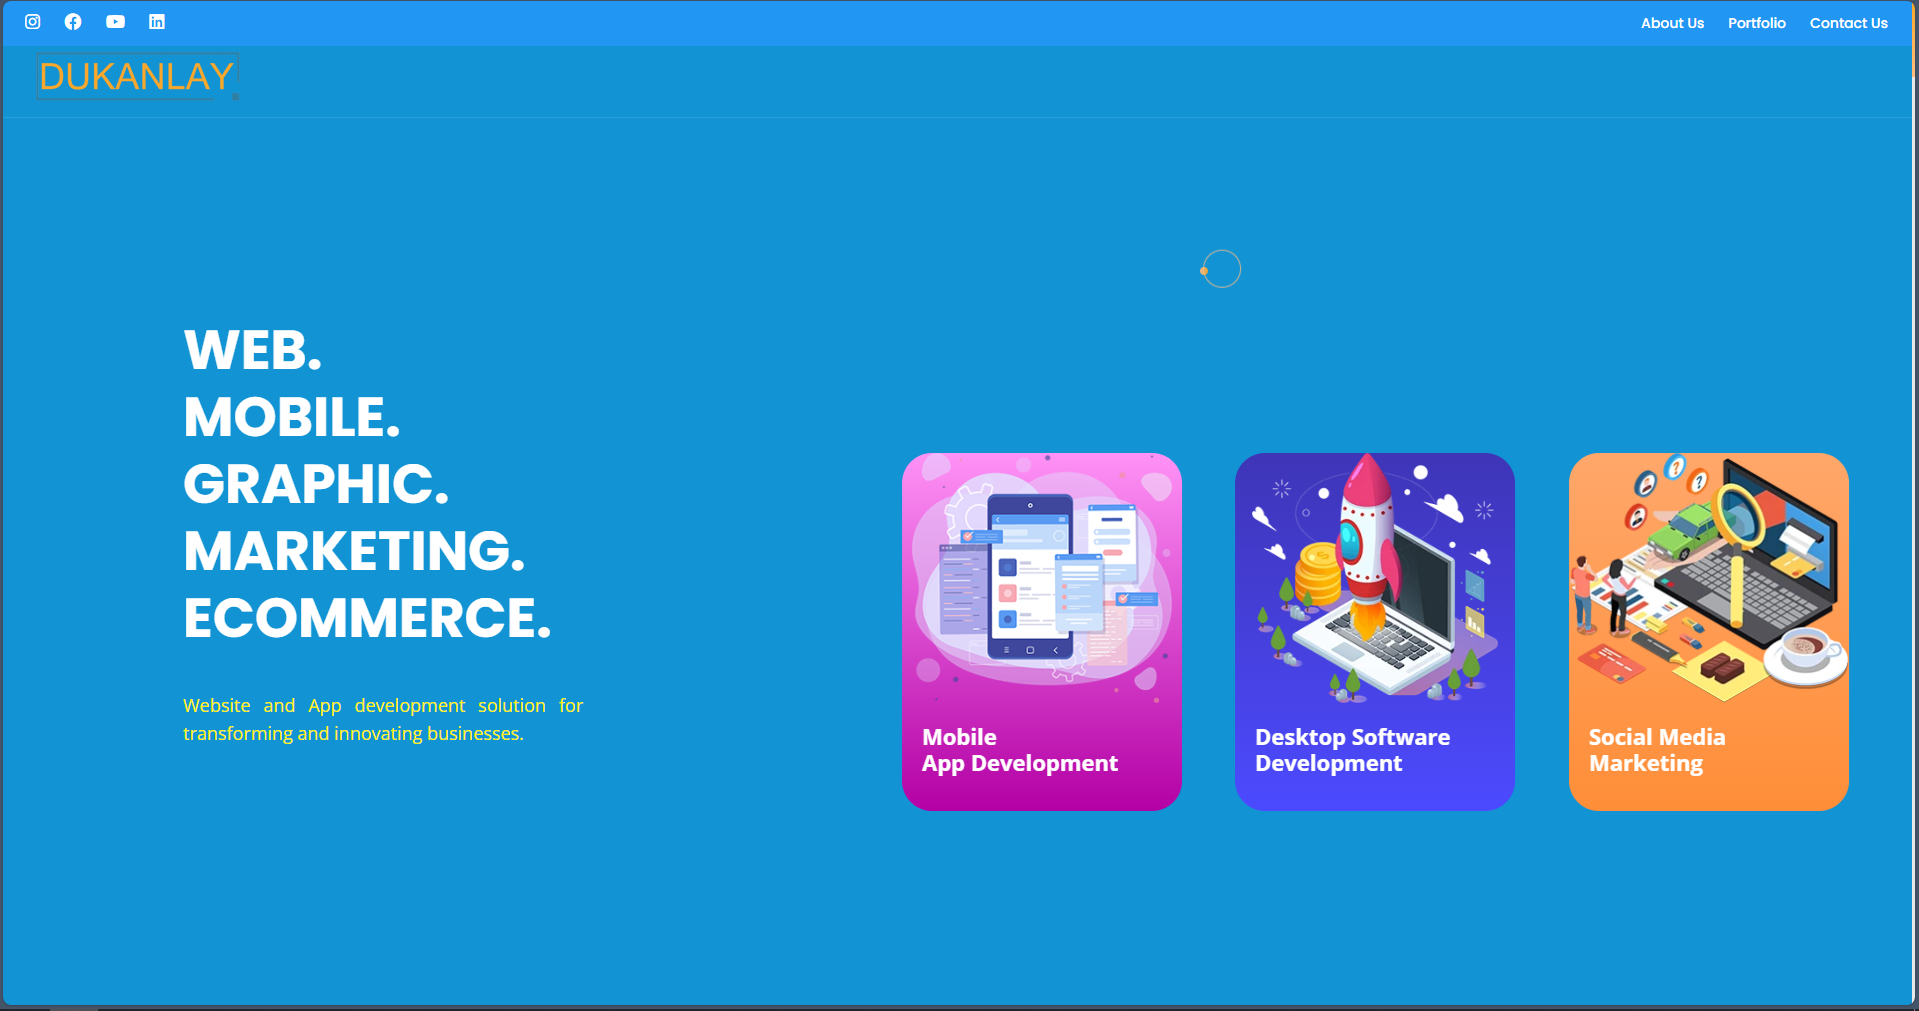 About Us Portfolio Contact Us
DUKANLAY
WEB.
MOBILE.
GRAPHIC.
MARKETING.
ECOMMERCE.
Website and App development solution for
transforming and innovating businesses.
Mobile
App Development
Desktop Software
Development
Social Media
Marketing